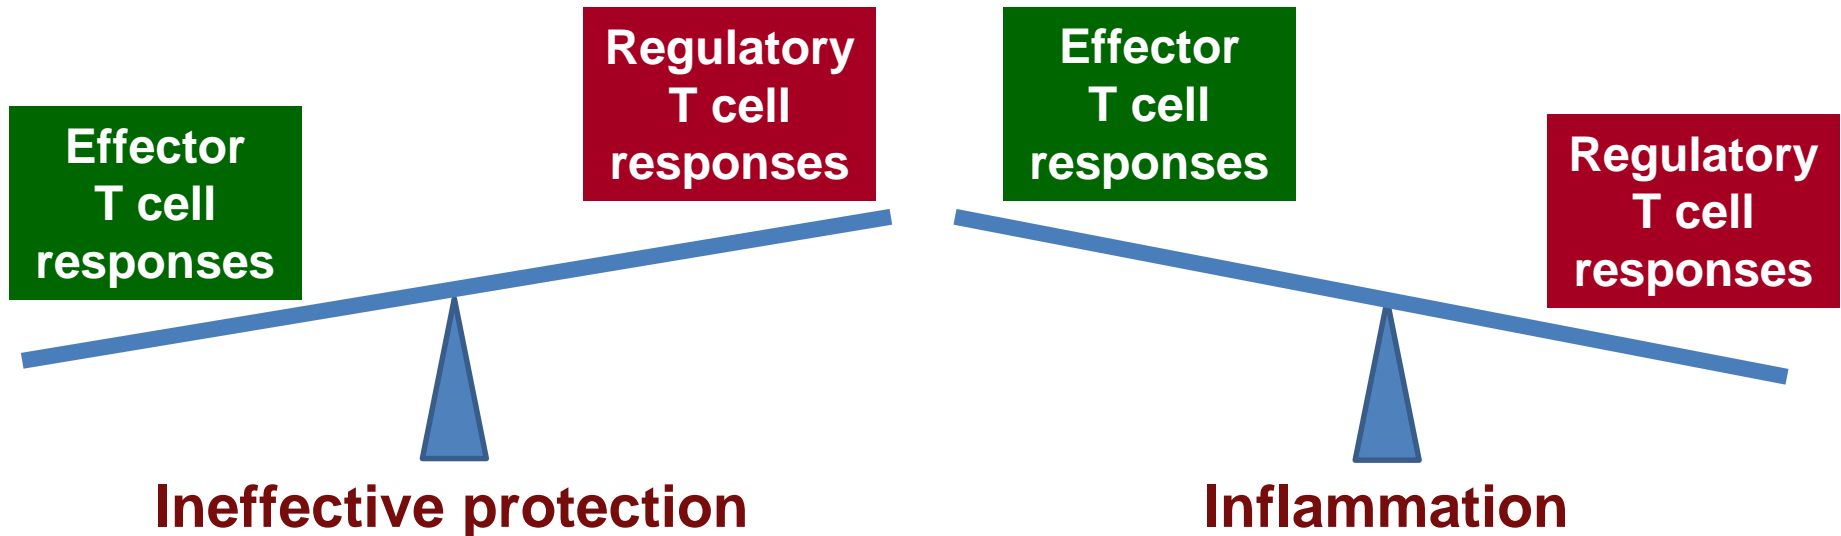 Effector
T cell
responses
Regulatory
T cell
responses
Ineffective protection
Effector
T cell
responses
Regulatory
T cell
responses
Inflammation